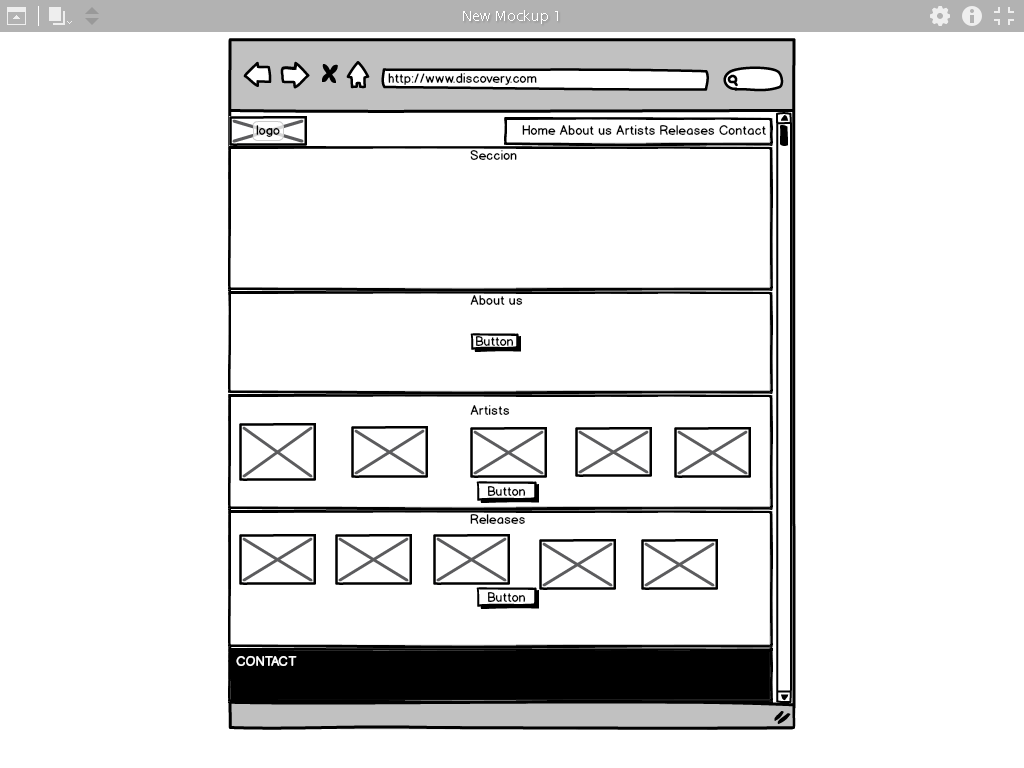 New Mockup 1
http://www.discovery.com
logo
Home About us Artists Releases Contact
Seccion
About us
Button
Artists
Button
Releases
Button
CONTACT